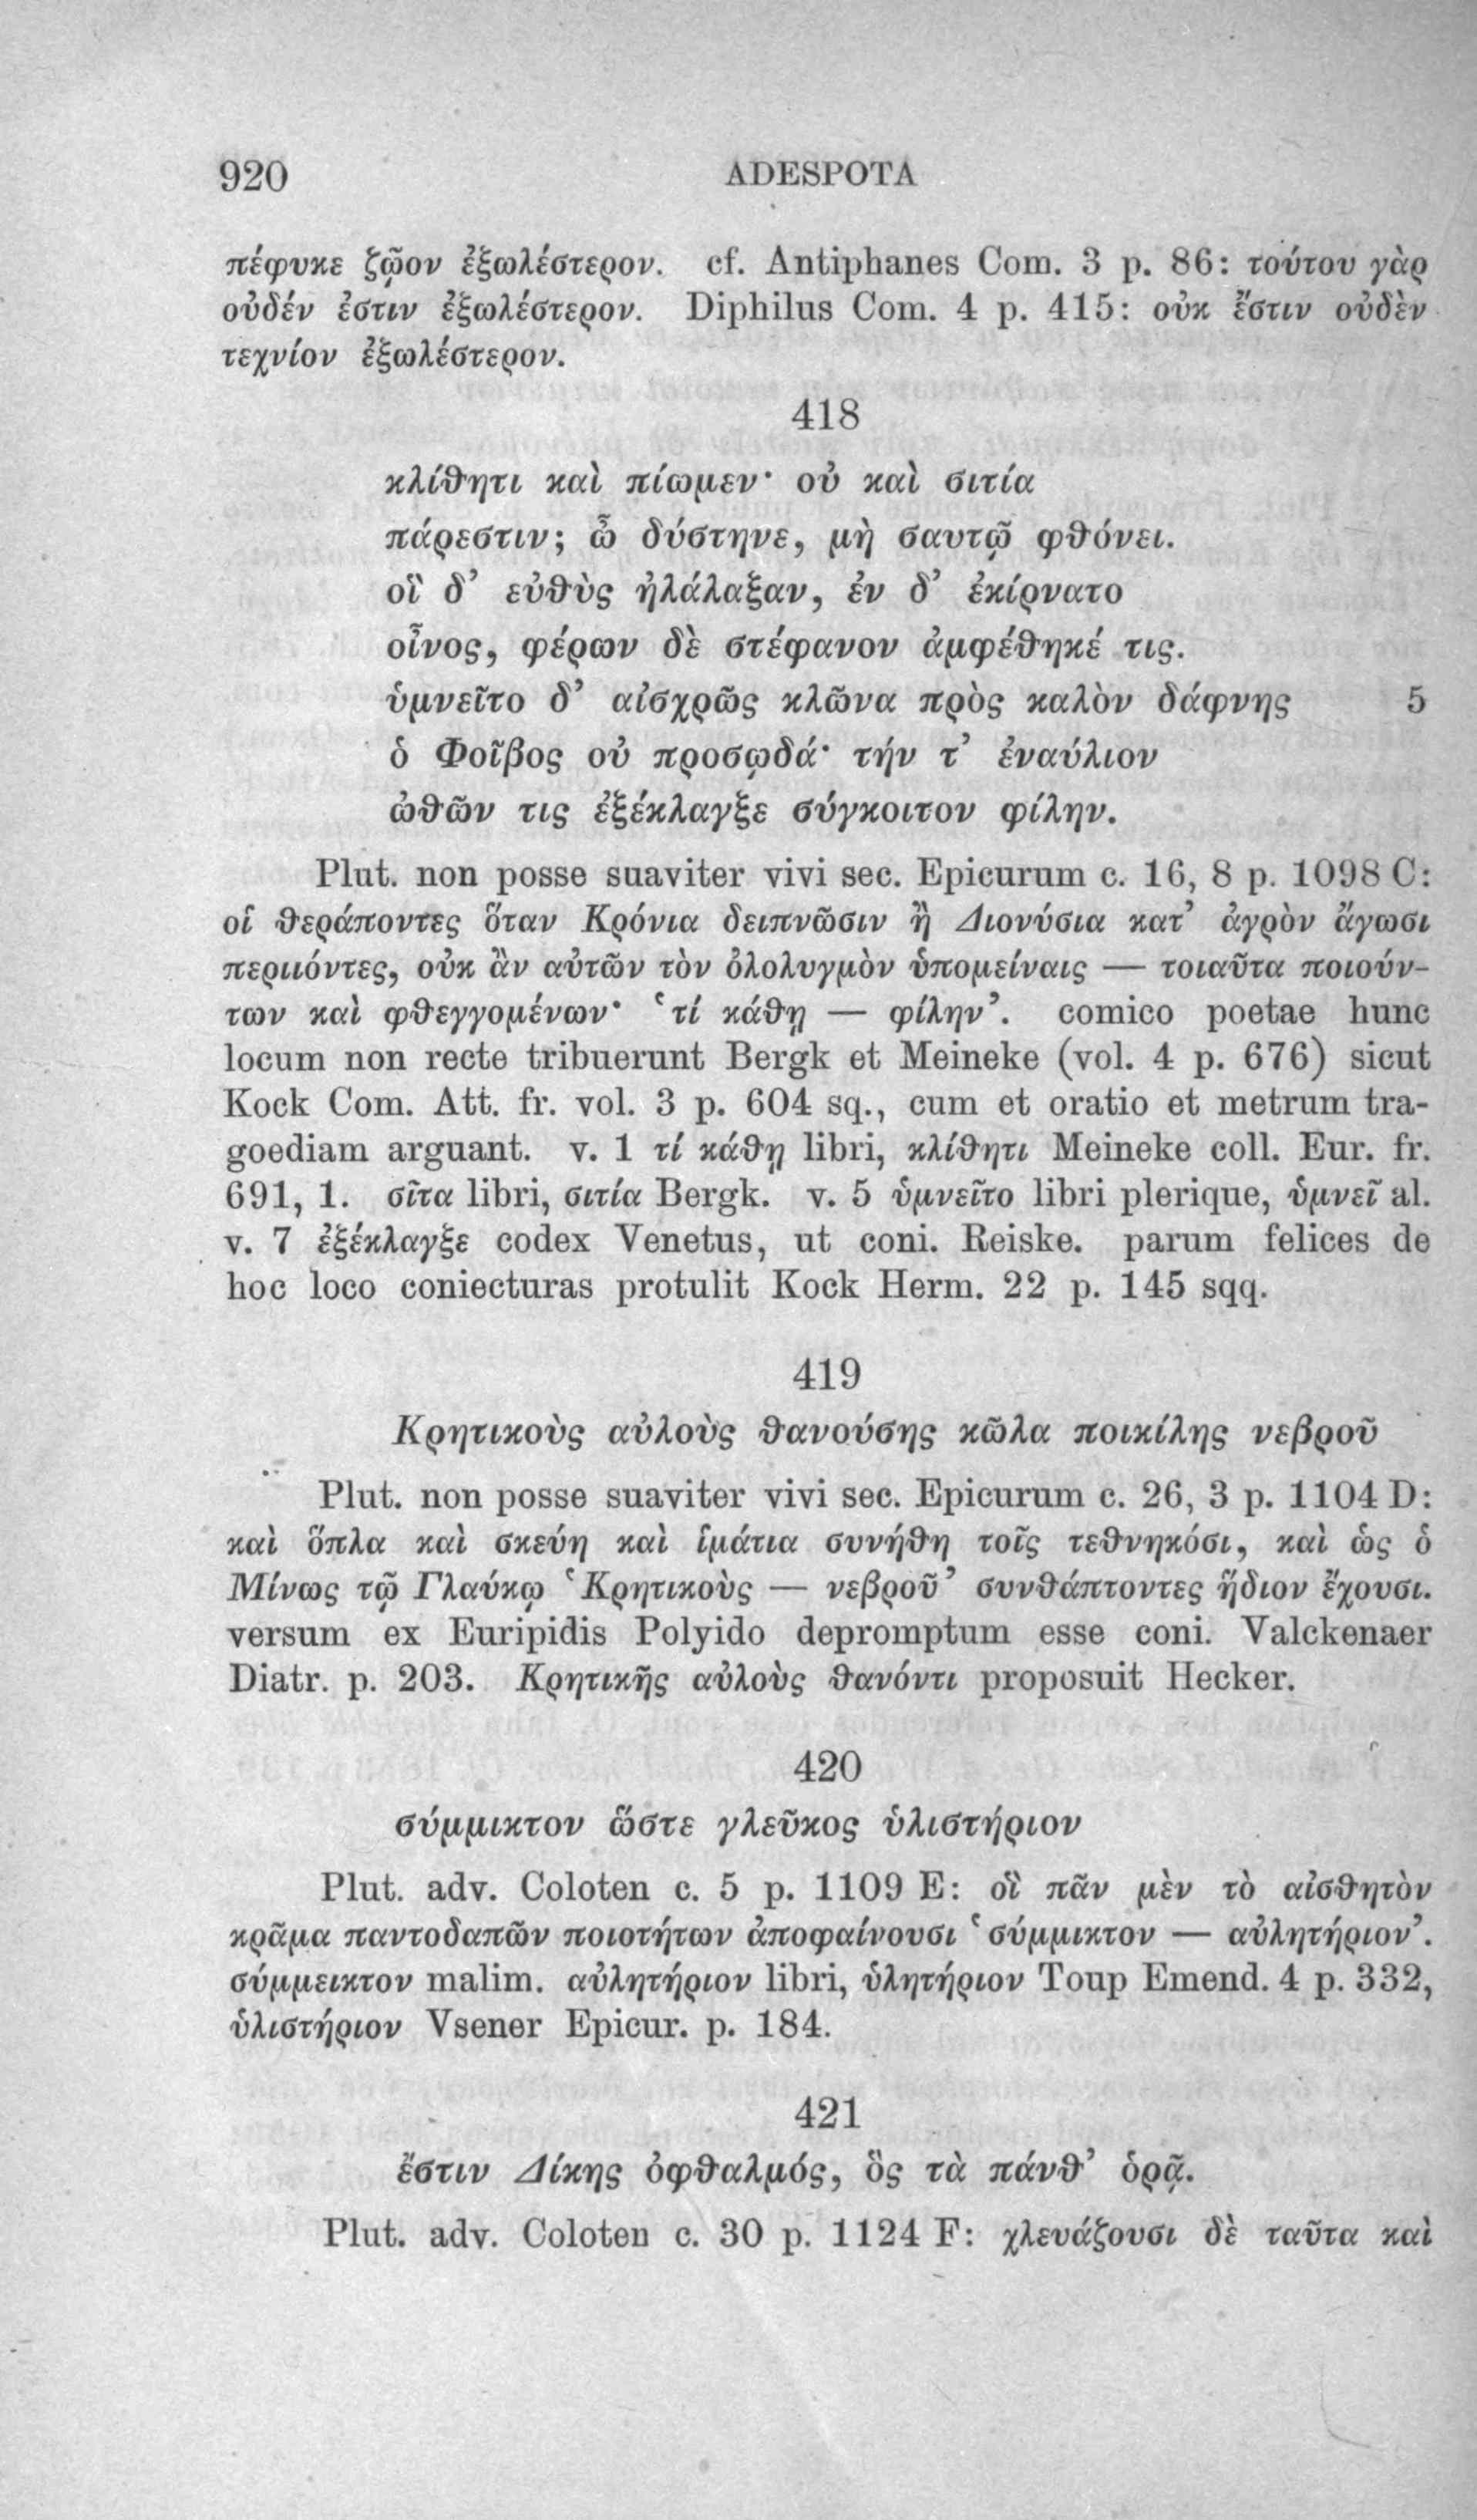 920 ADESPOTA
πέφυκε ζῷον ἐξωλέστερον. cf. Antiphanes Com. 3 p. 86: τούτου γὰρ
οὐδέν ἐστιν ἐξωλέστερον. Diphilus Com. 4 p. 415: οὐκ ἔστιν οὐδὲν
τεχνίον ἐξωλέστερον.
418
κλίθητι καὶ πίωμεν· οὐ καὶ σιτία
πάρεστιν; ὦ δύστηνε, μὴ σαυτῷ φθόνει.
οἳ δ’ εὐθὺς ἠλάλαξαν, ἐν δ’ ἐκίρνατο
οἶνος, φέρων δὲ στέφανον ἀμφέθηκέ τις.
ὑμνεῖτο δ’ αἰσχρῶς κλῶνα πρὸς καλὸν δάφνης 5
ὁ Φοῖβος οὐ προσῳδά· τήν τ’ ἐναύλιον
ὠθῶν τις ἐξέκλαγξε σύγκοιτον φίλην.
Plut. non posse suaviter vivi sec. Epicurum c. 16, 8 p. 1098 C:
οἱ θεράποντες ὅταν Κρόνια δειπνῶσιν ἢ Διονύσια κατ’ ἀγρὸν ἄγωσι
περιιόντες, οὐκ ἂν αὐτῶν τὸν ὀλολυγμὸν ὑπομείναις — τοιαῦτα ποιούν-
των καὶ φθεγγομένων· ‘τί κάθῃ — φίλην’. comico poetae hunc
locum non recte tribuerunt Bergk et Meineke (vol. 4 p. 676) sicut
Kock Com. Att. fr. vol. 3 p. 604 sq., cum et oratio et metrum tra-
goediam arguant. v. 1 τί κάθῃ libri, κλίθητι Meineke coll. Eur. fr.
691, 1. σῖτα libri, σιτία Bergk. v. 5 ὑμνεῖτο libri plerique, ὑμνεῖ al.
v. 7 ἐξέκλαγξε codex Venetus, ut coni. Reiske. parum felices de
hoc loco coniecturas protulit Kock Herm. 22 p. 145 sqq.
419
Κρητικοὺς αὐλοὺς θανούσης κῶλα ποικίλης νεβροῦ
Plut. non posse suaviter vivi sec. Epicurum c. 26, 3 p. 1104 D:
καὶ ὅπλα καὶ σκεύη καὶ ἱμάτια συνήθη τοῖς τεθνηκόσι, καὶ ὡς ὁ
Μίνως τῷ Γλαύκῳ ‘Κρητικοὺς — νεβροῦ’ συνθάπτοντες ἥδιον ἔχουσι.
versum ex Euripidis Polyido depromptum esse coni. Valckenaer
Diatr. p. 203. Κρητικῆς αὐλοὺς θανόντι proposuit Hecker.
420
σύμμικτον ὥστε γλεῦκος ὑλιστήριον
Plut. adv. Coloten c. 5 p. 1109 E: οἳ πᾶν μὲν τὸ αἰσθητὸν
κρᾶμα παντοδαπῶν ποιοτήτων ἀποφαίνουσι ‘σύμμικτον — αὐλητήριον’.
σύμμεικτον malim. αὐλητήριον libri, ὑλητήριον Toup Emend. 4 p. 332,
ὑλιστήριον Vsener Epicur. p. 184.
421
ἔστιν Δίκης ὀφθαλμός, ὃς τὰ πάνθ’ ὁρᾷ.
Plut. adv. Coloten c. 30 p. 1124 F: χλευάζουσι δὲ ταῦτα καὶ